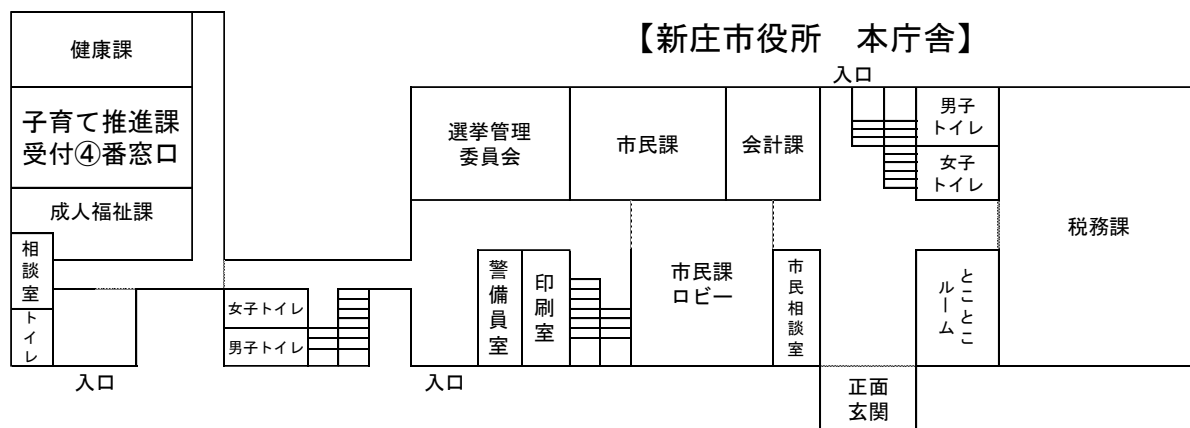 【新庄市役所　本庁舎】
入口
健康課
子育て推進課
受付④番窓口
成人福祉課
相談室
トイレ
入口
女子トイレ
男子トイレ
入口
選挙管理
委員会
市民課
会計課
男子
トイレ
女子
トイレ
税務課
警備員室
印刷室
市民課
ロビー
市民相談室
とことこ
ルーム
正面
玄関